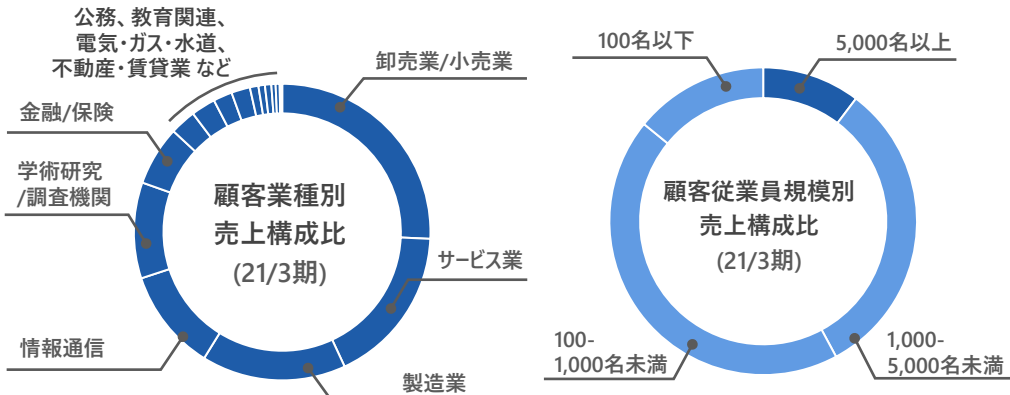 公務、教育関連、
電気・ガス・水道、
不動産・賃貸業 など
卸売業/小売業
金融/保険
学術研究
/調査機関
顧客業種別
売上構成比
(21/3期)
サービス業
情報通信
製造業
100名以下
5,000名以上
顧客従業員規模別
売上構成比
(21/3期)
100-
1,000名未満
1,000-
5,000名未満